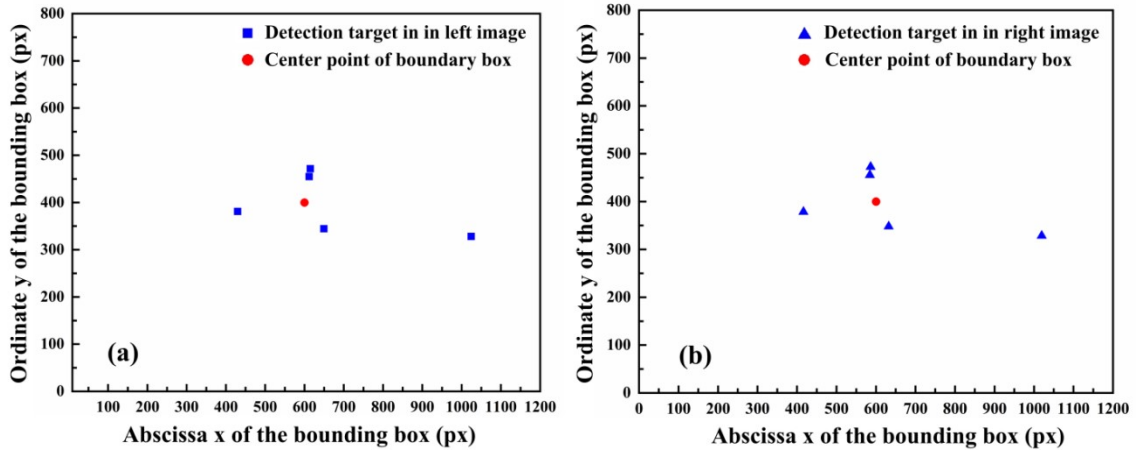 800
700
600
500
400
300
200
100
0
Ordinate y of the bounding box (px)
Detection target in in left image
Center point of boundary box
(a)
100 200 300 400 500 600 700 800 900 1000 1100 1200
Abscissa x of the bounding box (px)
800
700
600
500
400
300
200
100
0
Ordinate y of the bounding box (px)
Detection target in in right image
Center point of boundary box
(b)
0 100 200 300 400 500 600 700 800 900 1000 1100 1200
Abscissa x of the bounding box (px)